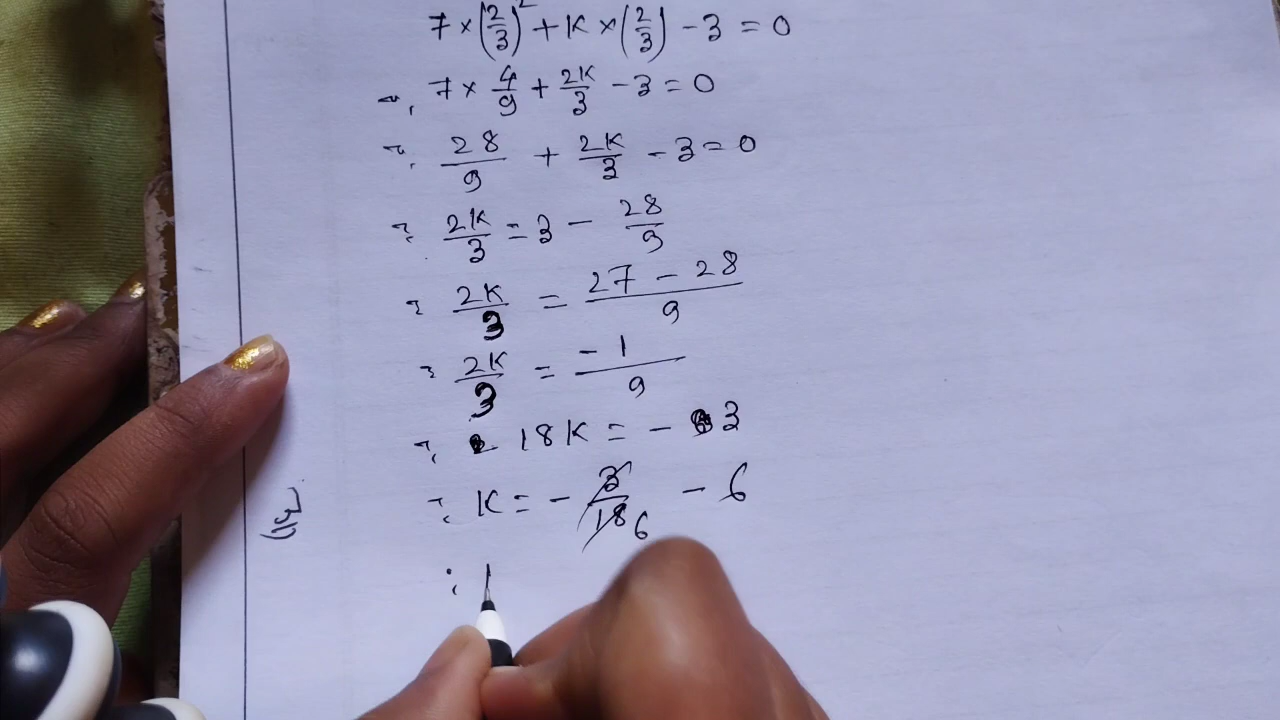 7 × (2/3)² + K × (2/3) - 3 = 0
∴ 7 × 4/9 + 2K/3 - 3 = 0
∴ 28/9 + 2K/3 - 3 = 0
∴ 2K/3 = 3 - 28/9
∴ 2K/3 = 27 - 28/9
∴ 2K/3 = -1/9
∴ 18K = - 3
∴ K = - 3/18 6 - 6
∴